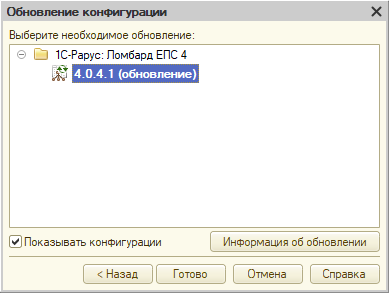 Обновление конфигурации
Выберите необходимое обновление:
1С-Рарус: Ломбард ЕПС 4
4.0.4.1 (обновление)
Показывать конфигурации
Информация об обновлении
< Назад
Готово
Отмена
Справка